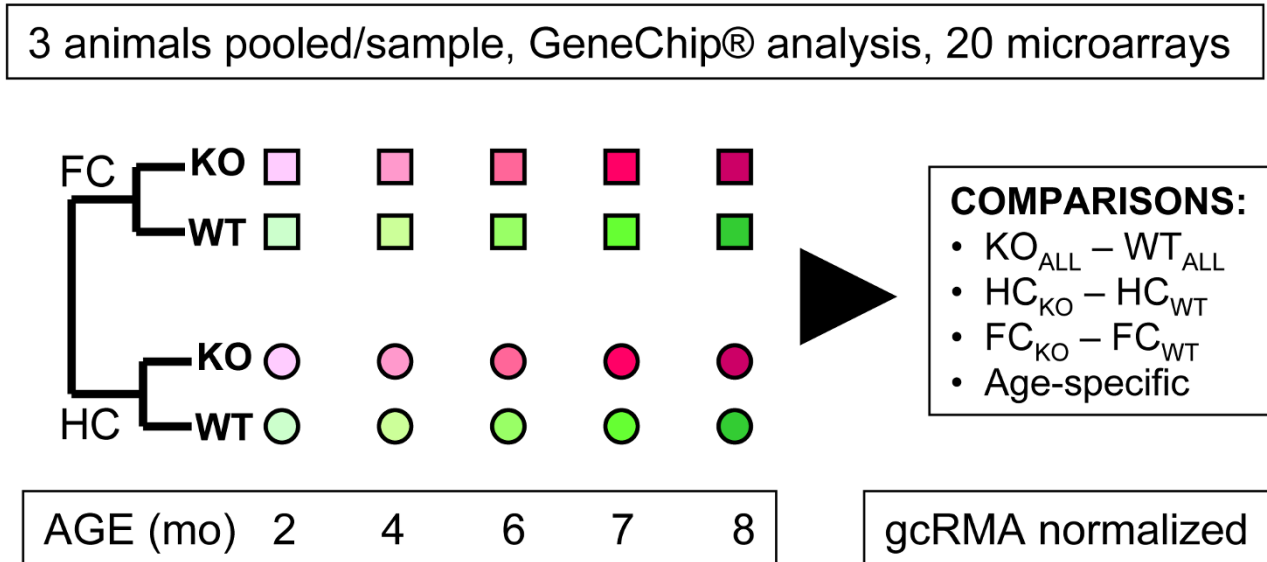 3 animals pooled/sample, GeneChip® analysis, 20 microarrays
FC
KO
WT
HC
KO
WT
COMPARISONS:
• KO_ALL – WT_ALL
• HC_KO – HC_WT
• FC_KO – FC_WT
• Age-specific
AGE (mo) 2 4 6 7 8
gcRMA normalized